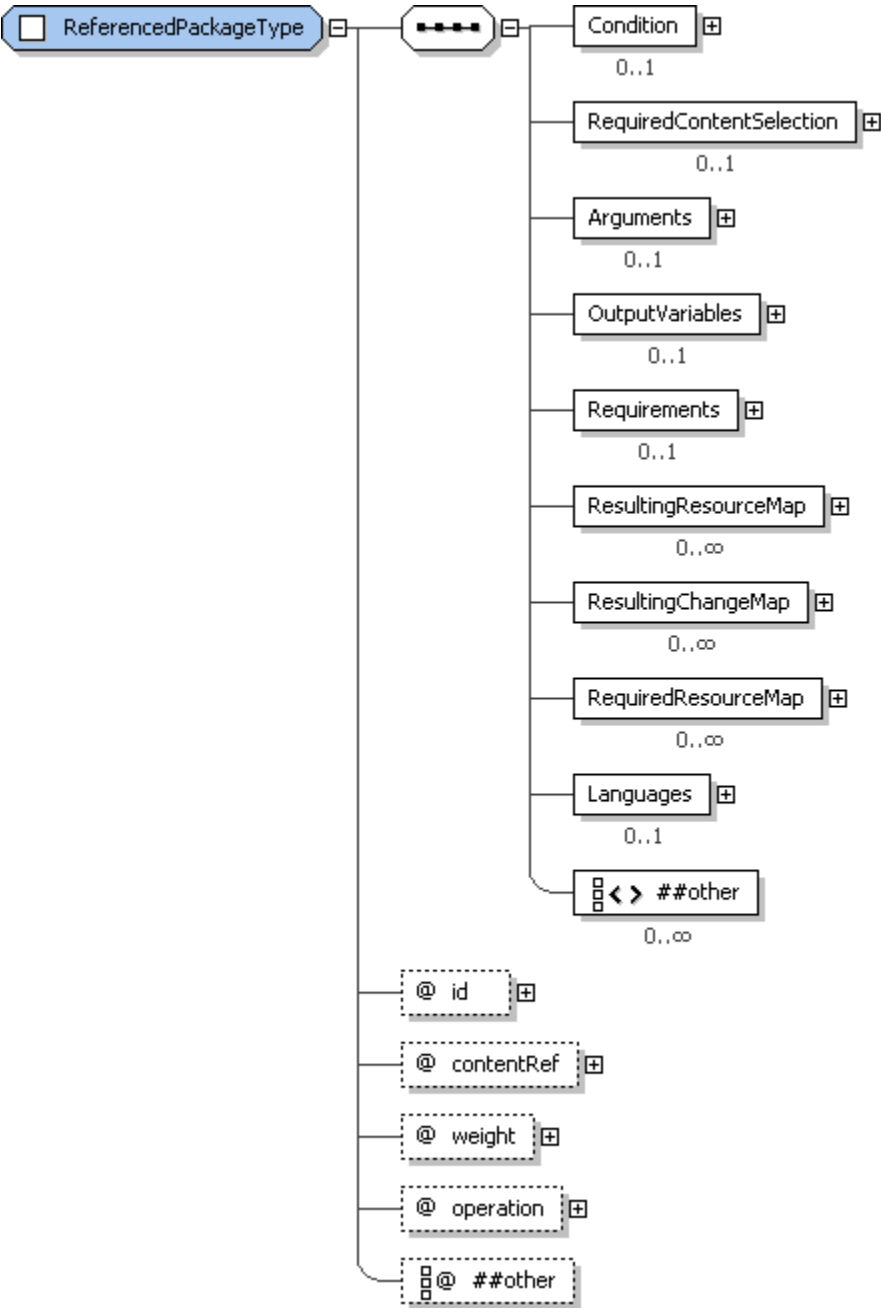 ReferencedPackageType
Condition
0..1
RequiredContentSelection
0..1
Arguments
0..1
OutputVariables
0..1
Requirements
0..1
ResultingResourceMap
0..∞
ResultingChangeMap
0..∞
RequiredResourceMap
0..∞
Languages
0..1
<> ##other
0..∞
@ id
@ contentRef
@ weight
@ operation
@ ##other